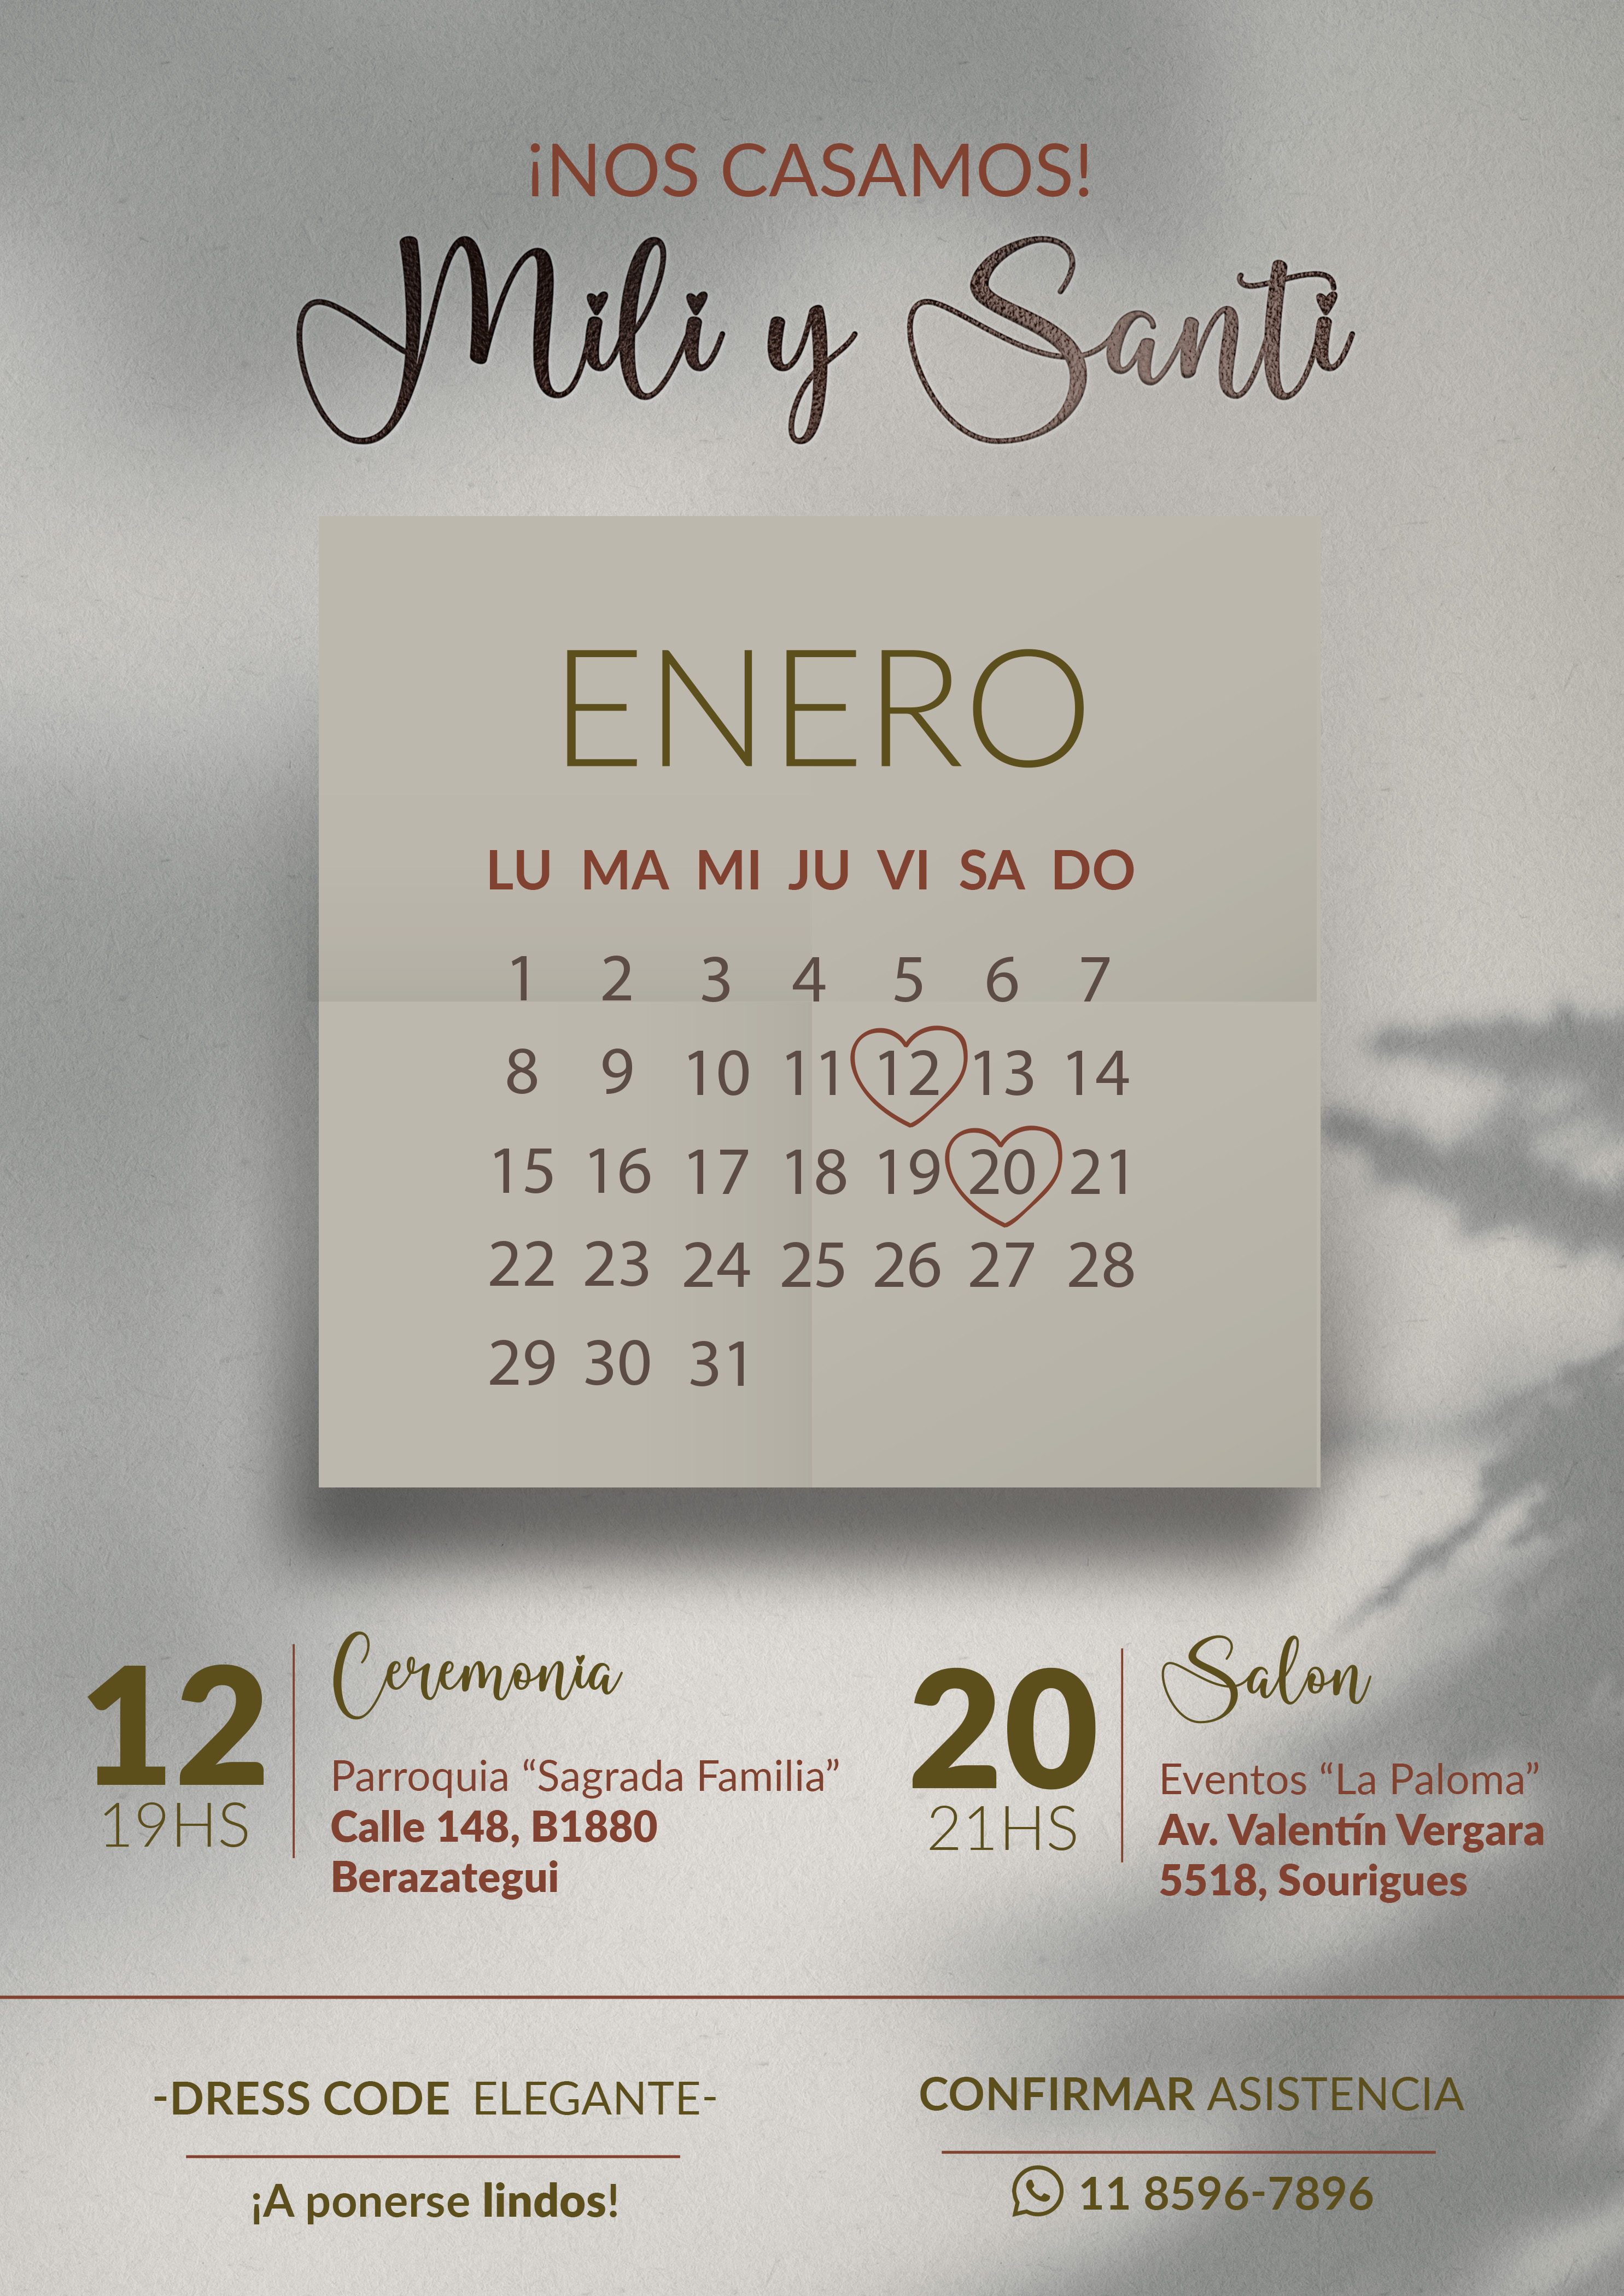 ¡NOS CASAMOS!
Mili y Santi
ENERO
LU MA MI JU VI SA DO
1 2 3 4 5 6 7
8 9 10 11 12 13 14
15 16 17 18 19 20 21
22 23 24 25 26 27 28
29 30 31
12
19HS
Ceremonia
Parroquia “Sagrada Familia”
Calle 148, B1880
Berazategui
20
21HS
Salon
Eventos “La Paloma”
Av. Valentín Vergara
5518, Sourigues
-DRESS CODE ELEGANTE-
¡A ponerse lindos!
CONFIRMAR ASISTENCIA
11 8596-7896